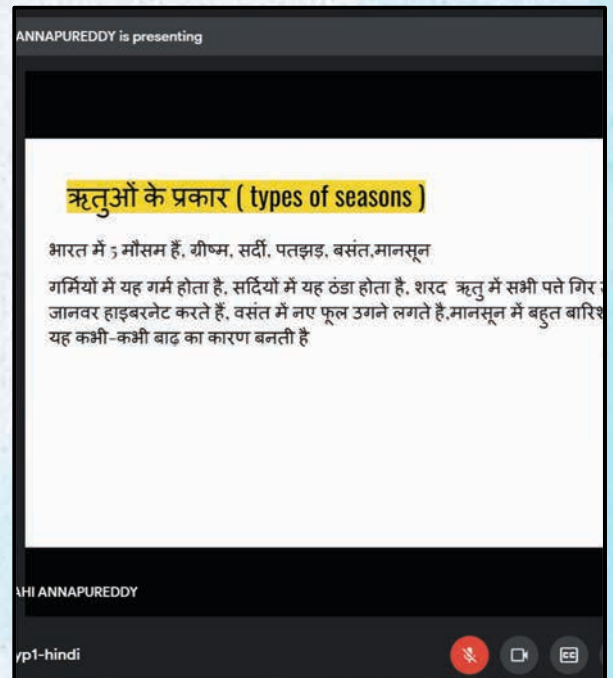 ANNAPUREDDY is presenting
ऋतुओं के प्रकार ( types of seasons )
भारत में 5 मौसम हैं, ग्रीष्म, सर्दी, पतझड़, बसंत,मानसून
गर्मियों में यह गर्म होता है, सर्दियों में यह ठंडा होता है, शरद ऋतु में सभी पत्ते गिर
जानवर हाइबरनेट करते हैं, वसंत में नए फूल उगने लगते है,मानसून में बहुत
यह कभी-कभी बाढ़ का कारण बनती है
AHI ANNAPUREDDY
yp1-hindi
CC